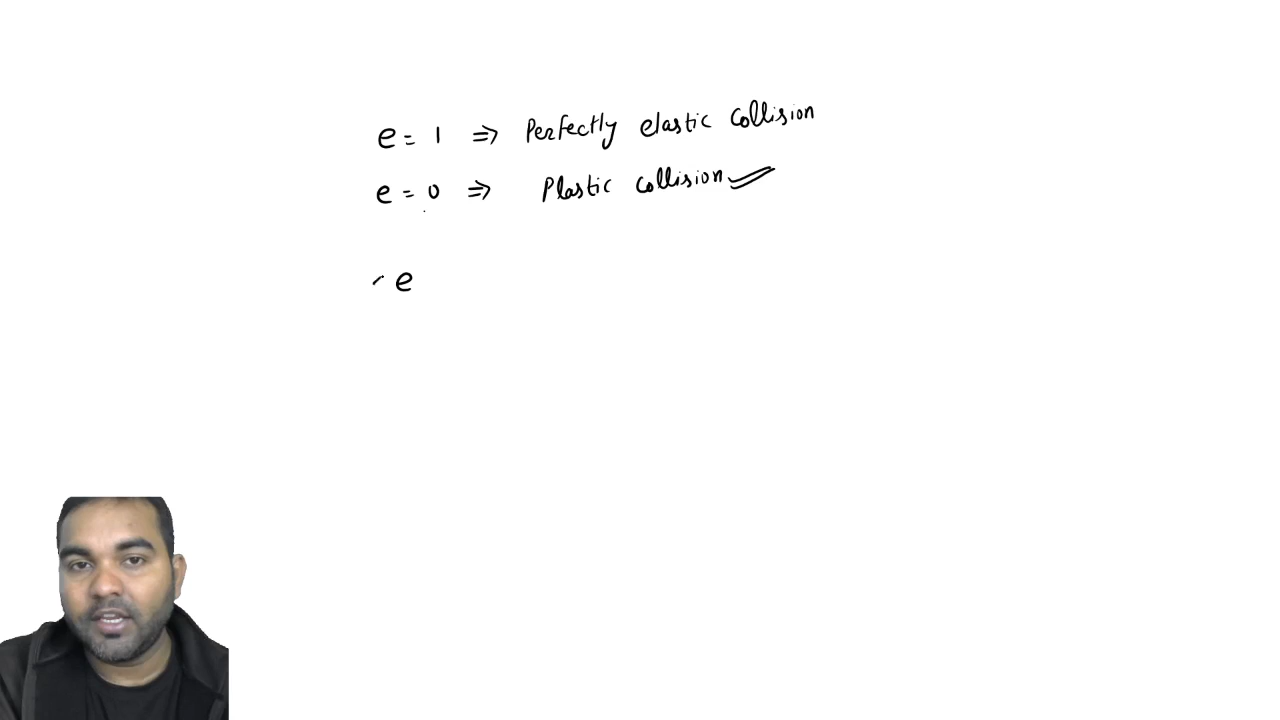 e = 1 ⇒ Perfectly elastic collision
e = 0 ⇒ Plastic collision
e